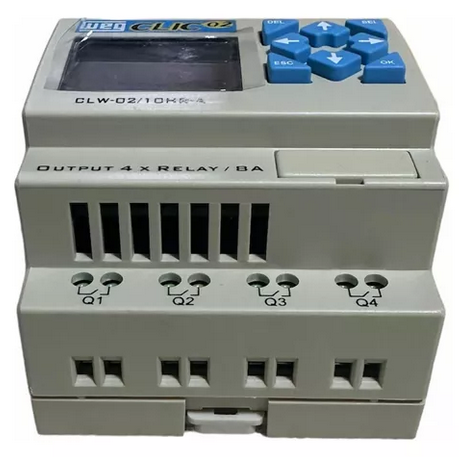 WEG CLIC 02
DEL SEL
ESC OK
CLW-02/10HR-A
OUTPUT 4 X RELAY / 8A
Q1 Q2 Q3 Q4